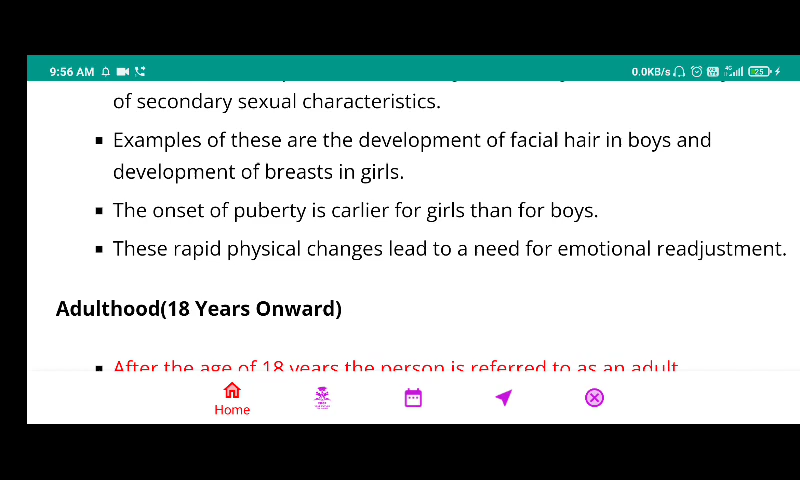 9:56 AM
0.0KB/s 4G 25
of secondary sexual characteristics.
Examples of these are the development of facial hair in boys and
development of breasts in girls.
The onset of puberty is carlier for girls than for boys.
These rapid physical changes lead to a need for emotional readjustment.
Adulthood(18 Years Onward)
After the age of 18 years the person is referred to as an adult
Home